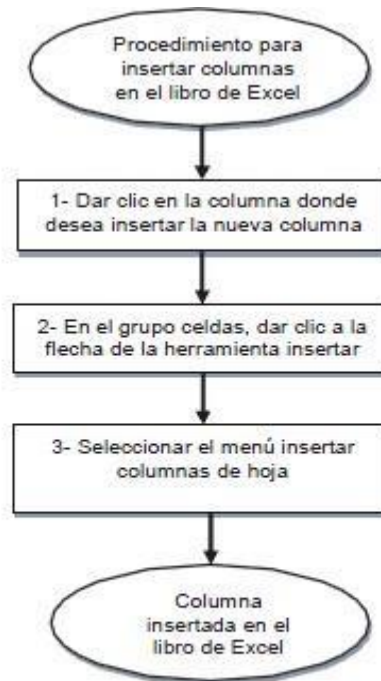 Procedimiento para
insertar columnas
en el libro de Excel
1- Dar clic en la columna donde
desea insertar la nueva columna
2- En el grupo celdas, dar clic a la
flecha de la herramienta insertar
3- Seleccionar el menú insertar
columnas de hoja
Columna
insertada en el
libro de Excel